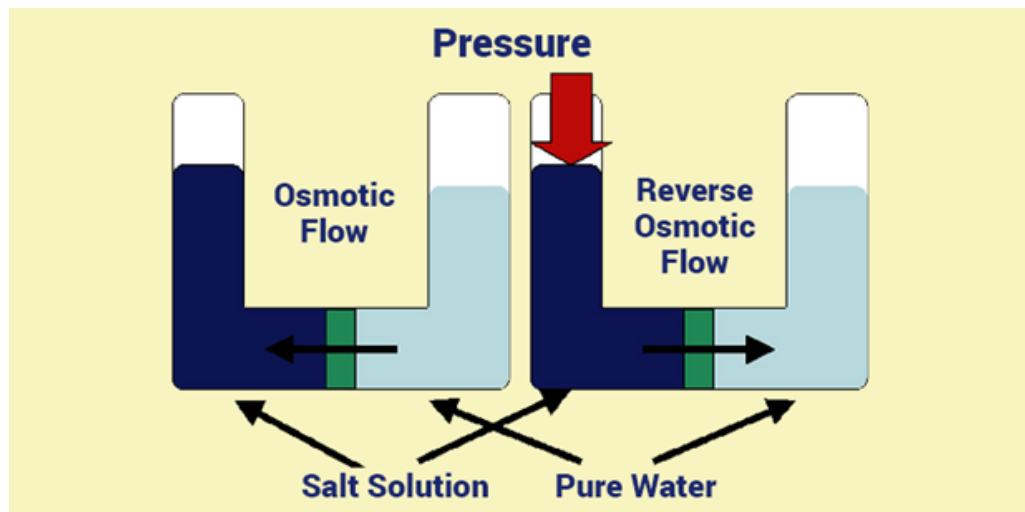 Pressure
Osmotic
Flow
Reverse
Osmotic
Flow
Salt Solution
Pure Water